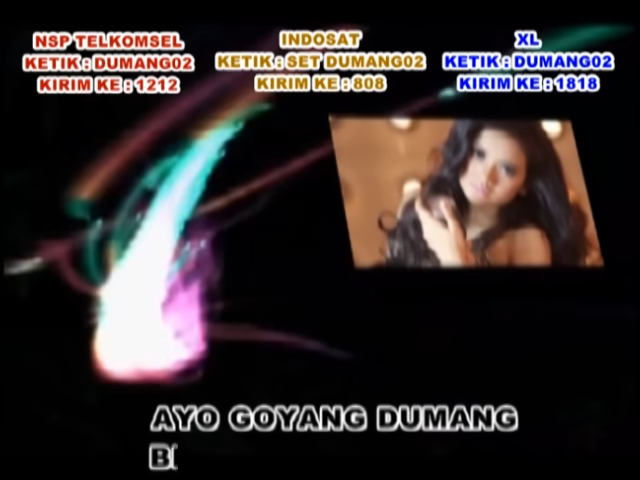 NSP TELKOMSEL
KETIK : DUMANG02
KIRIM KE : 1212
INDOSAT
KETIK : SET DUMANG02
KIRIM KE : 808
XL
KETIK : DUMANG02
KIRIM KE : 1818
AYO GOYANG DUMANG
B